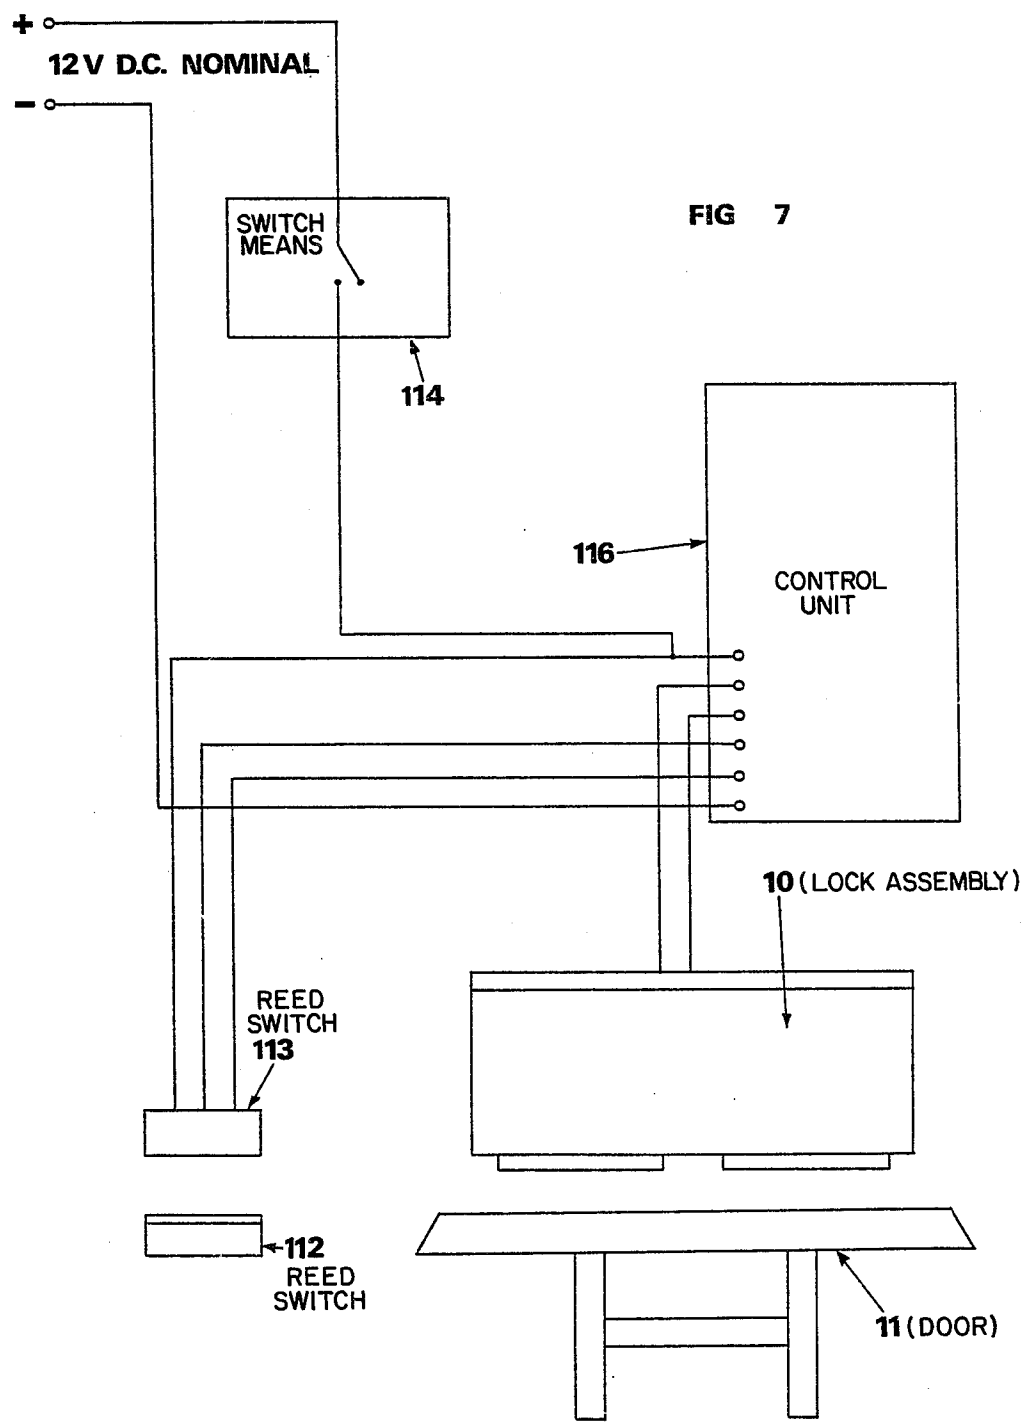 +
12V D.C. NOMINAL
-
FIG 7
SWITCH
MEANS
114
116
CONTROL
UNIT
10 (LOCK ASSEMBLY)
REED
SWITCH
113
112
REED
SWITCH
11 (DOOR)